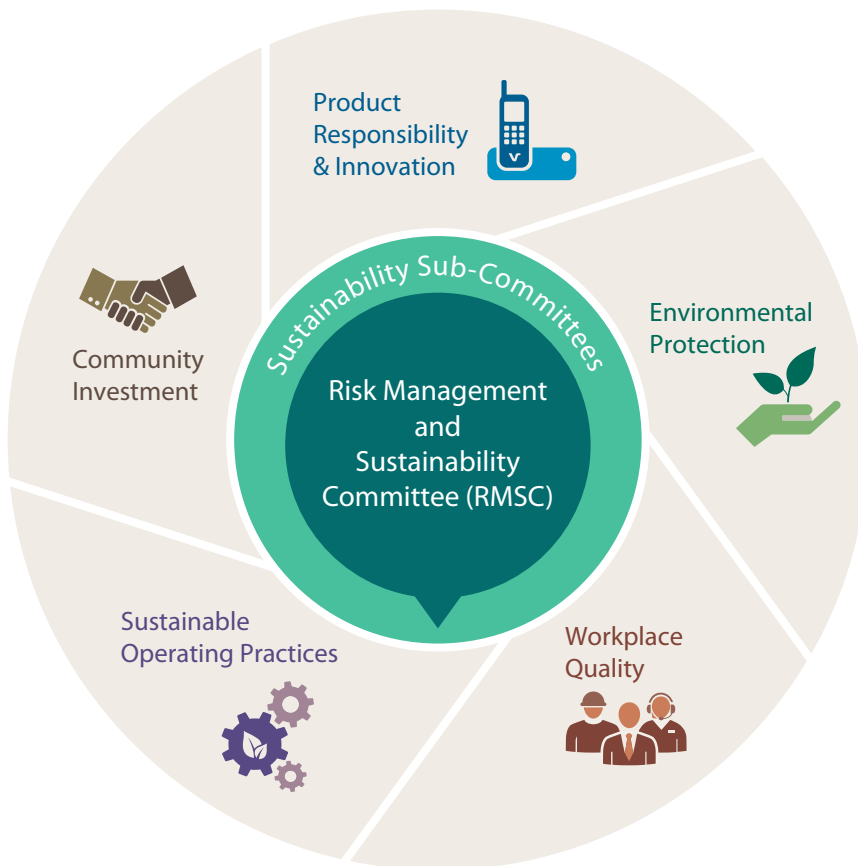 Product
Responsibility
& Innovation
Environmental
Protection
Workplace
Quality
Sustainable
Operating Practices
Community
Investment
Sustainability Sub-Committees
Risk Management
and
Sustainability
Committee (RMSC)